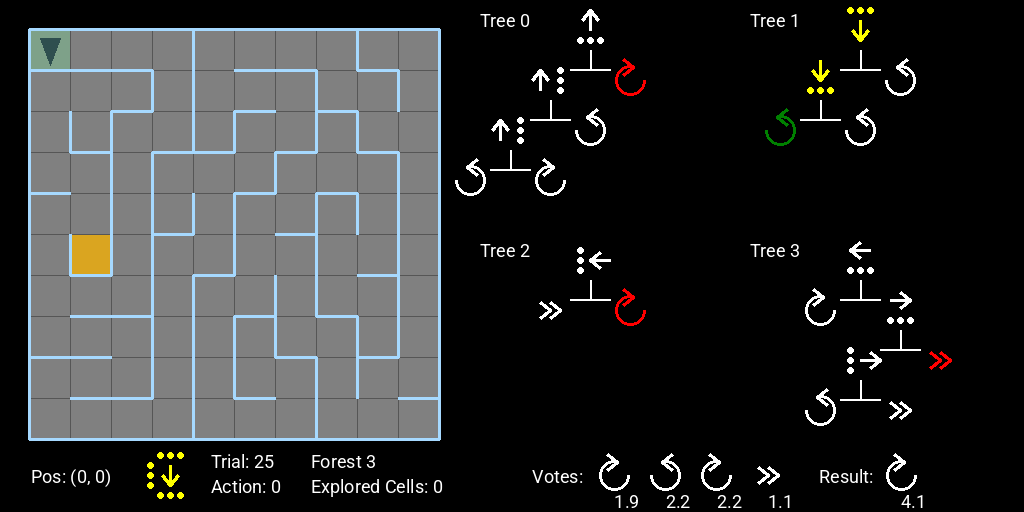 Tree 0
Tree 1
Tree 2
Tree 3
Pos: (0, 0)
Trial: 25
Forest 3
Action: 0
Explored Cells: 0
Votes:
1.9
2.2
2.2
1.1
Result:
4.1